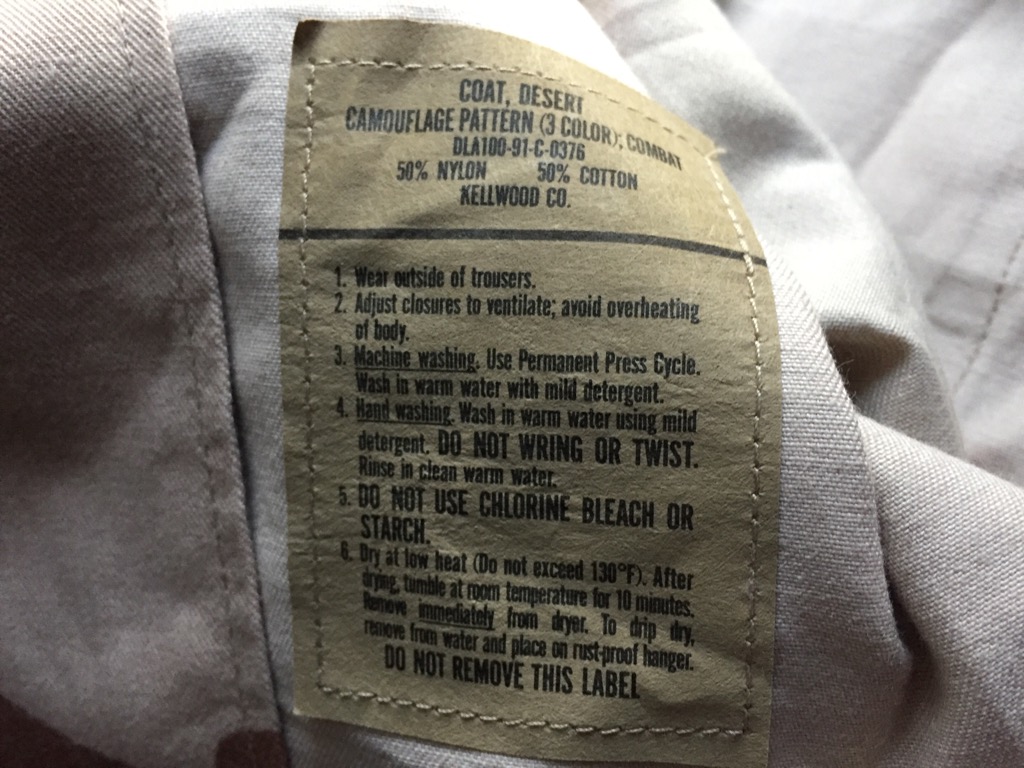 COAT, DESERT
CAMOUFLAGE PATTERN (3 COLOR); COMBAT
DLA100-91-C-0376
50% NYLON 50% COTTON
KELLWOOD CO.
1. Wear outside of trousers.
2. Adjust closures to ventilate; avoid overheating
of body.
3. Machine washing. Use Permanent Press Cycle.
Wash in warm water with mild detergent.
4. Hand washing. Wash in warm water using mild
detergent. DO NOT WRING OR TWIST.
Rinse in clean warm water.
5. DO NOT USE CHLORINE BLEACH OR
STARCH.
6. Dry at low heat (Do not exceed 130°F). After
drying, tumble at room temperature for 10 minutes.
Remove immediately from dryer. To drip dry,
remove from water and place on rust-proof hanger.
DO NOT REMOVE THIS LABEL